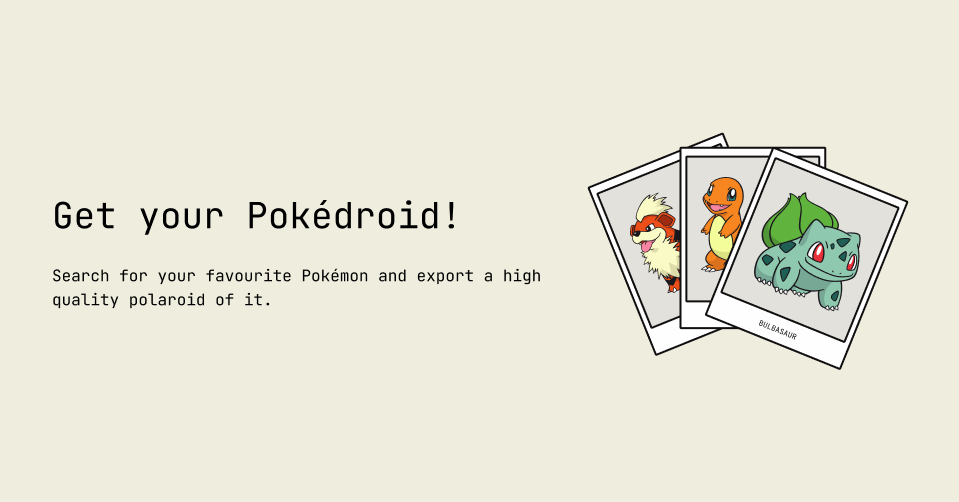 Get your Pokédroid!
Search for your favourite Pokémon and export a high
quality polaroid of it.
BULBASAUR